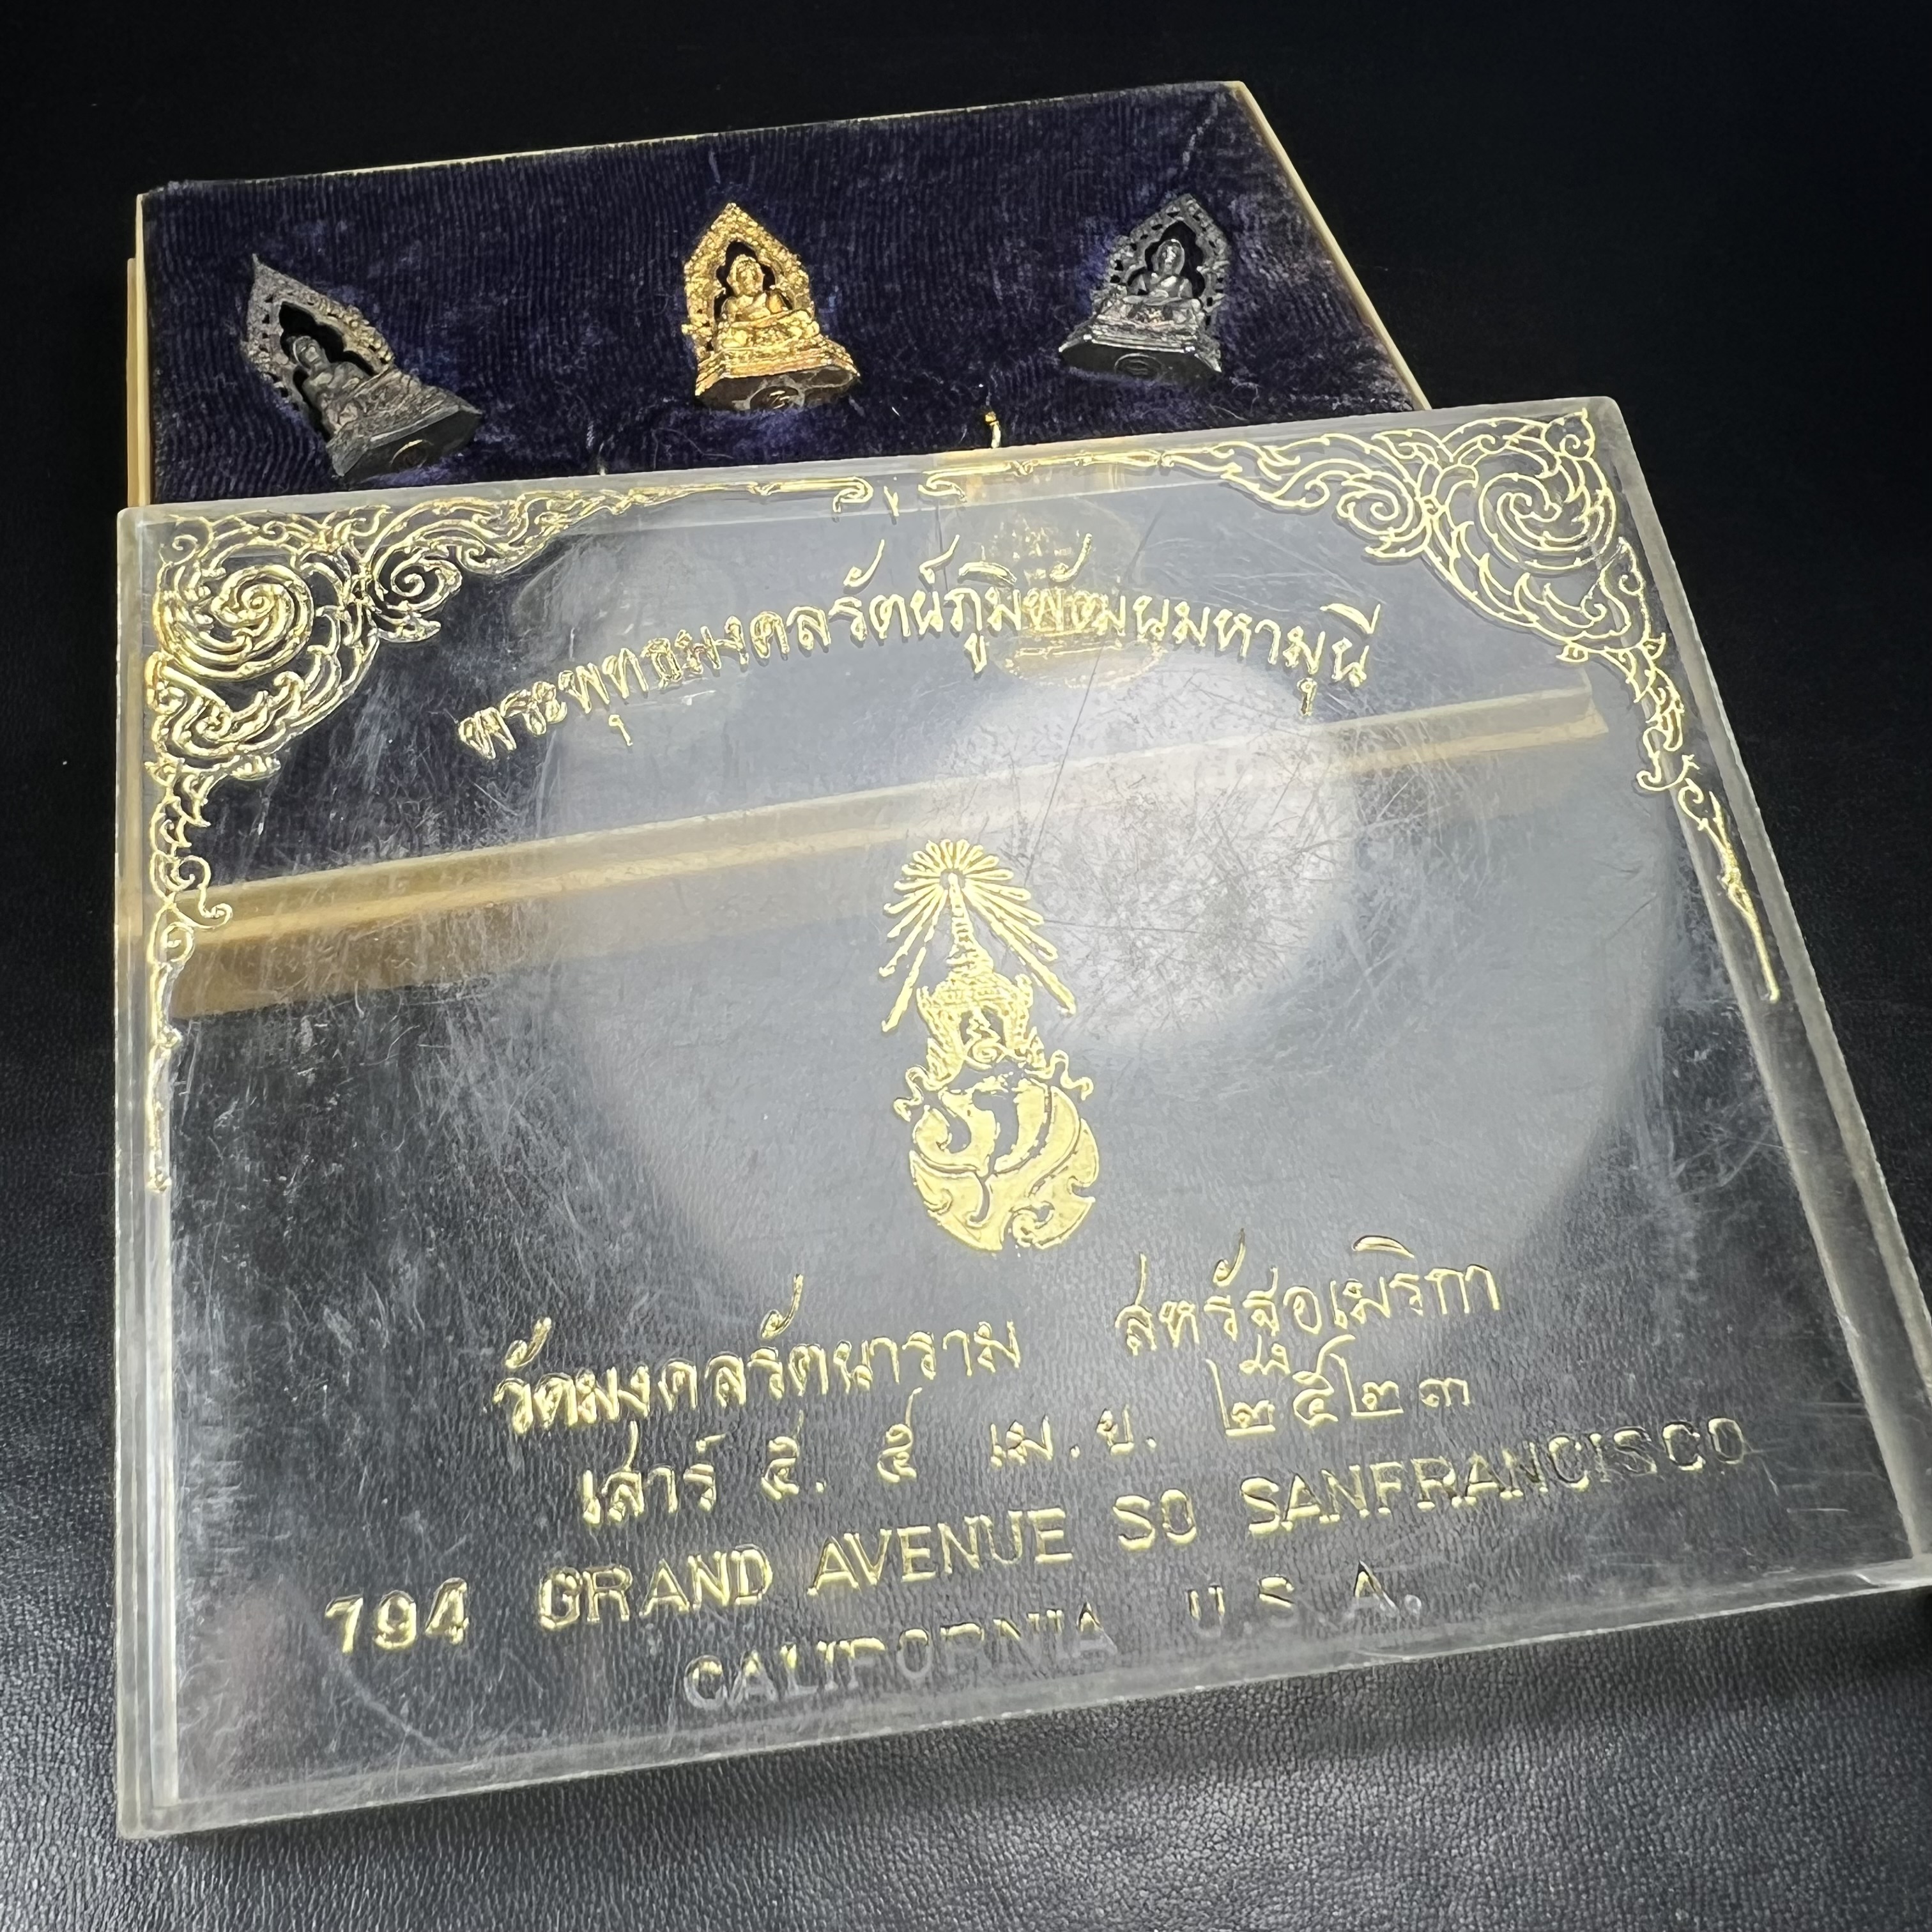 พระพุทธมงคลรัตน์ภูมิพัฒนมหามุนี
วัดมงคลรัตนาราม สหรัฐอเมริกา
เสาร์ ๕. ๕ เม.ย. ๒๕๒๓
794 GRAND AVENUE SO SANFRANCISCO
CALIFORNIA U.S.A.